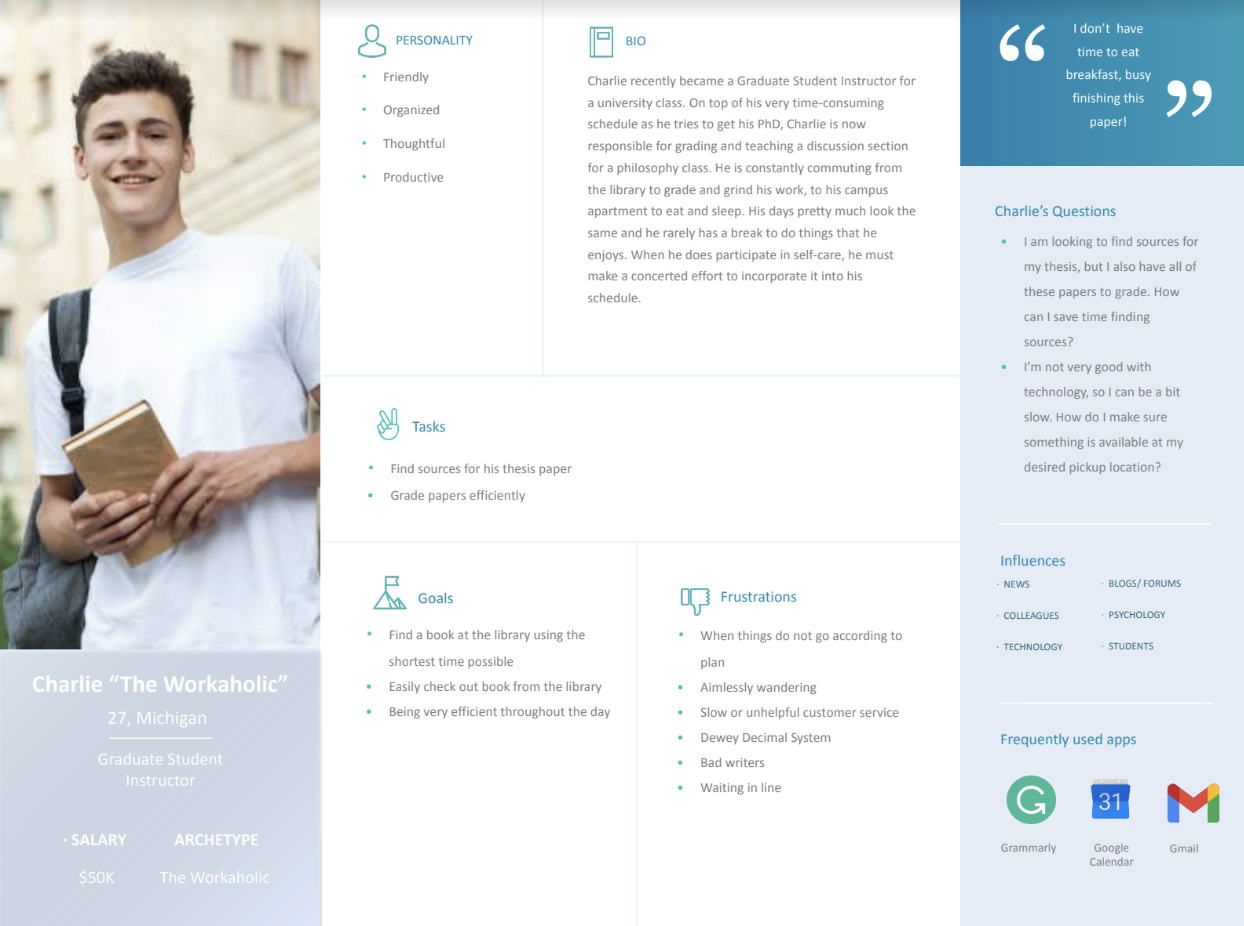 Charlie “The Workaholic”
27, Michigan
Graduate Student
Instructor
· SALARY
ARCHETYPE
$50K
The Workaholic
PERSONALITY
• Friendly
• Organized
• Thoughtful
• Productive
BIO
Charlie recently became a Graduate Student Instructor for
a university class. On top of his very time-consuming
schedule as he tries to get his PhD, Charlie is now
responsible for grading and teaching a discussion section
for a philosophy class. He is constantly commuting from
the library to grade and grind his work, to his campus
apartment to eat and sleep. His days pretty much look the
same and he rarely has a break to do things that he
enjoys. When he does participate in self-care, he must
make a concerted effort to incorporate it into his
schedule.
Tasks
• Find sources for his thesis paper
• Grade papers efficiently
Goals
• Find a book at the library using the
shortest time possible
• Easily check out book from the library
• Being very efficient throughout the day
Frustrations
• When things do not go according to
plan
• Aimlessly wandering
• Slow or unhelpful customer service
• Dewey Decimal System
• Bad writers
• Waiting in line
“
I don’t have
time to eat
breakfast, busy
finishing this
paper!
”
Charlie’s Questions
• I am looking to find sources for
my thesis, but I also have all of
these papers to grade. How
can I save time finding
sources?
• I’m not very good with
technology, so I can be a bit
slow. How do I make sure
something is available at my
desired pickup location?
Influences
· NEWS
· BLOGS/ FORUMS
· COLLEAGUES
· PSYCHOLOGY
· TECHNOLOGY
· STUDENTS
Frequently used apps
31
Grammarly
Google
Calendar
Gmail